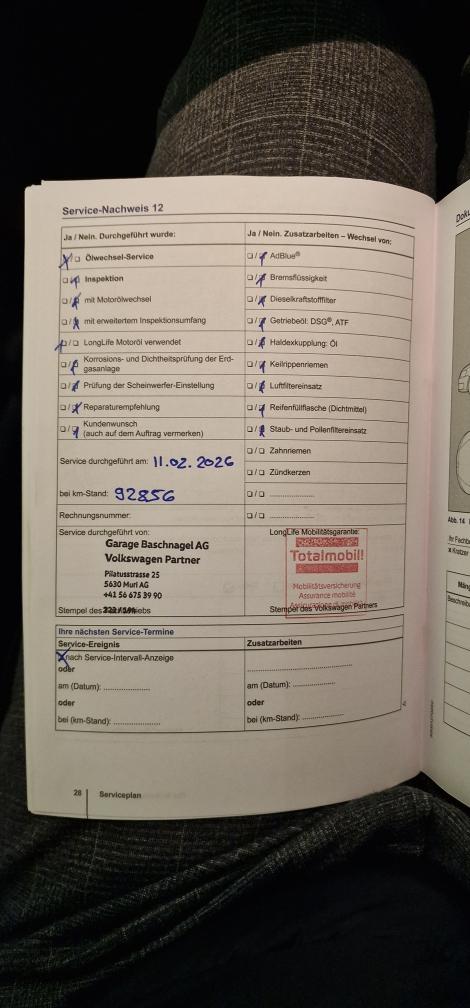 Service-Nachweis 12
Ja / Nein. Durchgeführt wurde:
☒/☐ Ölwechsel-Service
☐/☒ Inspektion
☐/☒ mit Motorölwechsel
☐/☒ mit erweitertem Inspektionsumfang
☒/☐ LongLife Motoröl verwendet
☐/☒ Korrosions- und Dichtheitsprüfung der Erd-
gasanlage
☐/☒ Prüfung der Scheinwerfer-Einstellung
☐/☒ Reparaturempfehlung
☐/☒ Kundenwunsch
(auch auf dem Auftrag vermerken)
Service durchgeführt am: 11.02.2026
bei km-Stand: 92856
Rechnungsnummer:
Service durchgeführt von:
Garage Baschnagel AG
Volkswagen Partner
Pilatusstrasse 25
5630 Muri AG
+41 56 675 39 90
Stempel des
Ja / Nein. Zusatzarbeiten – Wechsel von:
☐/☒ AdBlue®
☐/☒ Bremsflüssigkeit
☐/☒ Dieselkraftstofffilter
☐/☒ Getriebeöl: DSG®, ATF
☐/☒ Haldexkupplung: Öl
☐/☒ Keilrippenriemen
☐/☒ Luftfiltereinsatz
☐/☒ Reifenfüllflasche (Dichtmittel)
☐/☒ Staub- und Pollenfiltereinsatz
☐/☐ Zahnriemen
☐/☐ Zündkerzen
☐/☐ ....................
☐/☐ ....................
LongLife Mobilitätsgarantie:
Totalmobil!
Mobilitätsversicherung
Assurance mobilité
Stempel des Volkswagen Partners
Ihre nächsten Service-Termine
Service-Ereignis
☒ nach Service-Intervall-Anzeige
oder
am (Datum): ....................
oder
bei (km-Stand): ....................
Zusatzarbeiten
....................
am (Datum): ....................
oder
bei (km-Stand): ....................
28 Serviceplan
Abb. 14